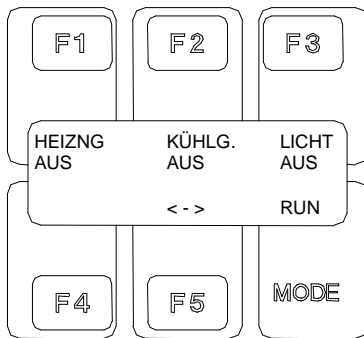 F1 F2 F3
HEIZNG KÜHLG. LICHT
AUS AUS AUS
<-> RUN
F4 F5 MODE